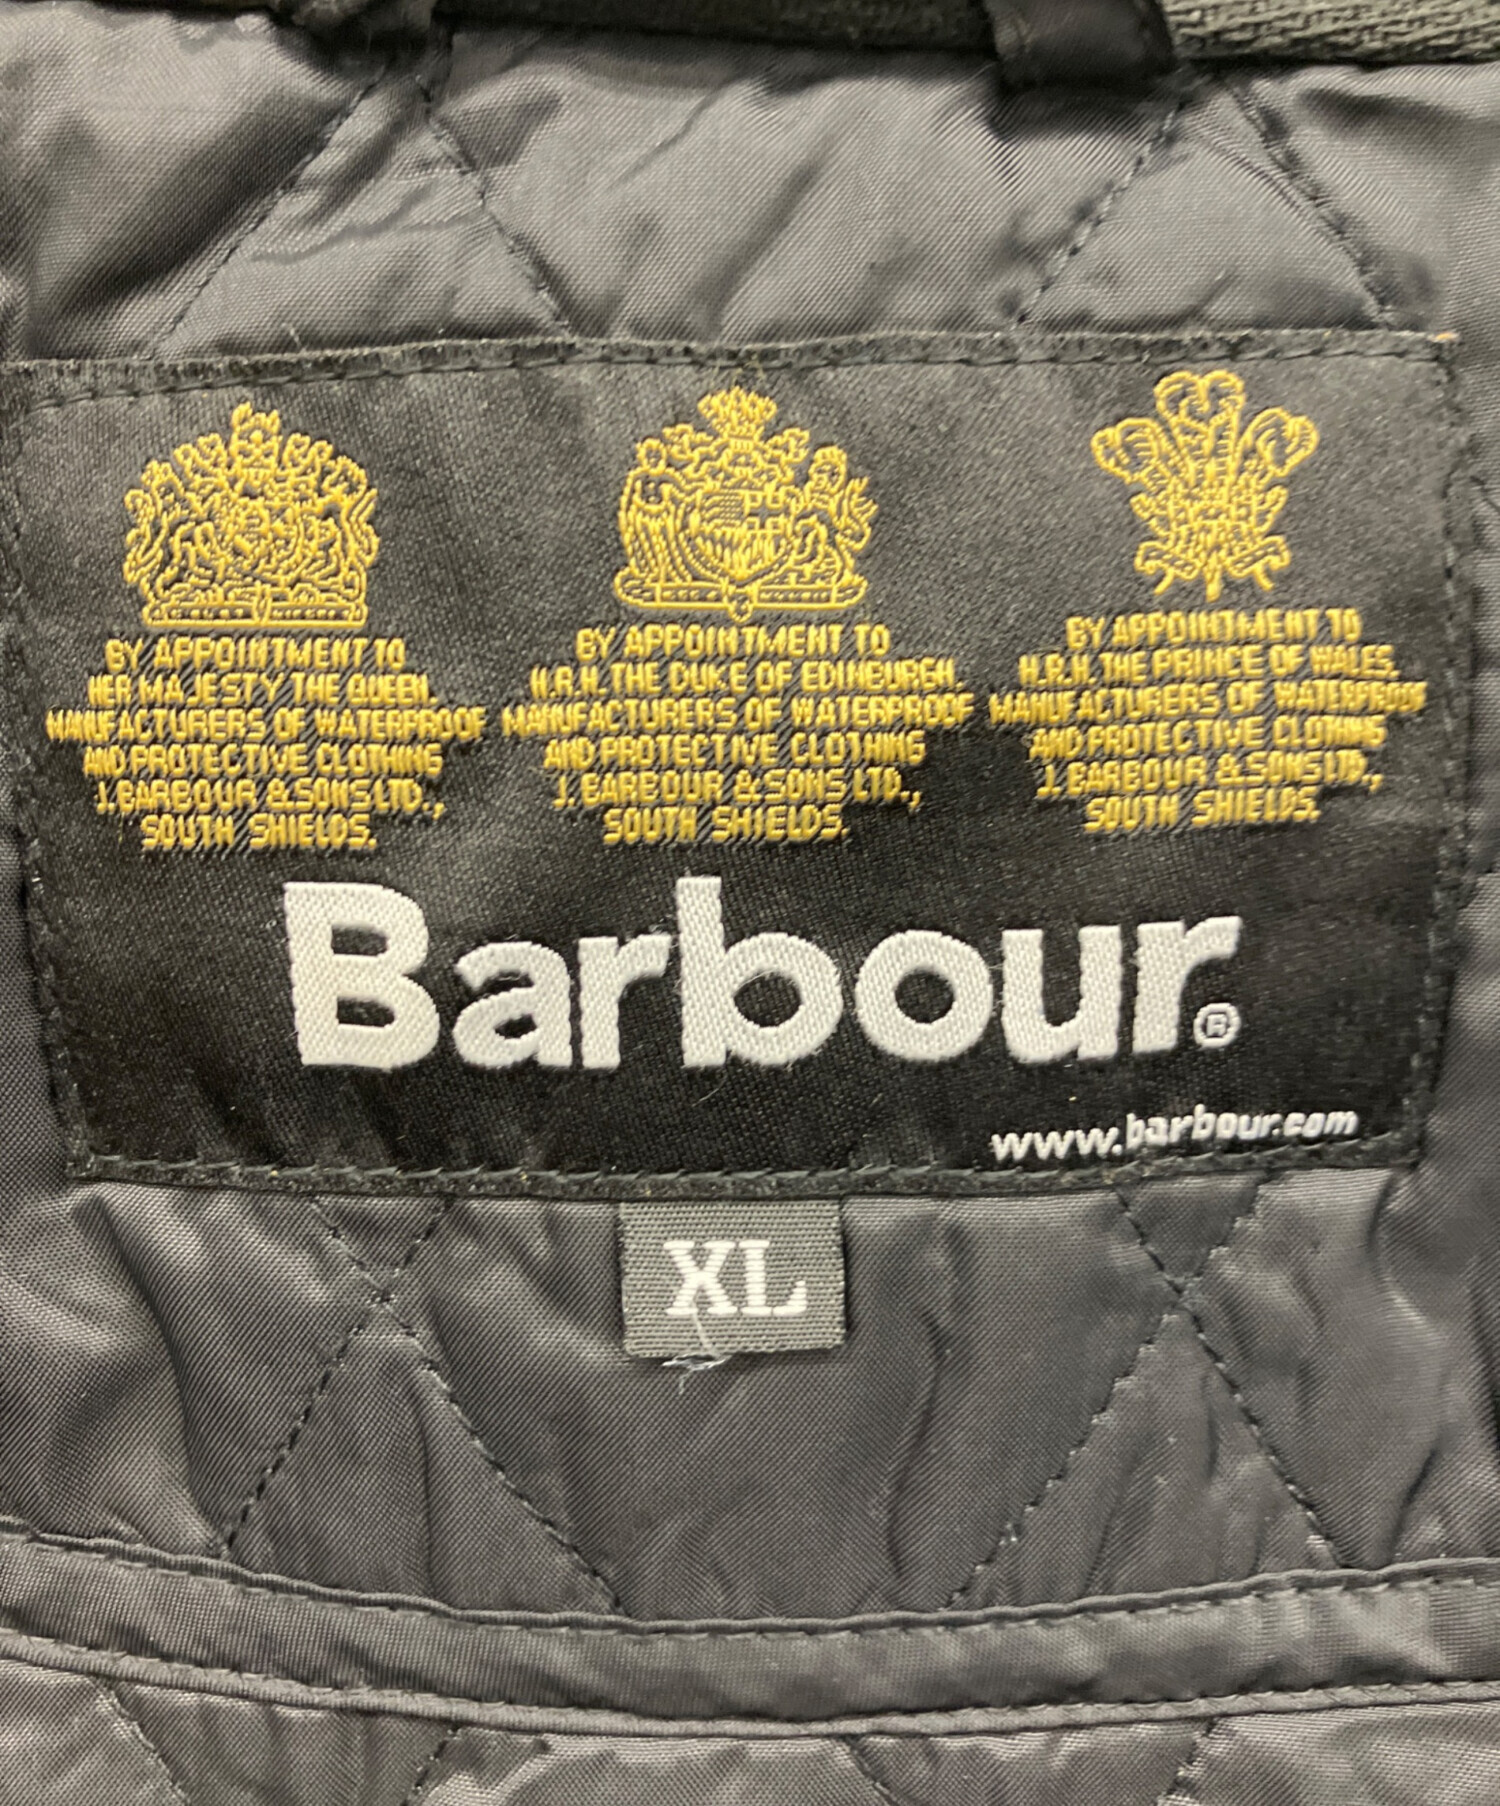 BY APPOINTMENT TO
HER MAJESTY THE QUEEN.
MANUFACTURERS OF WATERPROOF
AND PROTECTIVE CLOTHING
J. BARBOUR & SONS LTD.,
SOUTH SHIELDS.
BY APPOINTMENT TO
H.R.H. THE DUKE OF EDINBURGH.
MANUFACTURERS OF WATERPROOF
AND PROTECTIVE CLOTHING
J. BARBOUR & SONS LTD.,
SOUTH SHIELDS.
BY APPOINTMENT TO
H.R.H. THE PRINCE OF WALES.
MANUFACTURERS OF WATERPROOF
AND PROTECTIVE CLOTHING
J. BARBOUR & SONS LTD.,
SOUTH SHIELDS.
Barbour®
www.barbour.com
XL